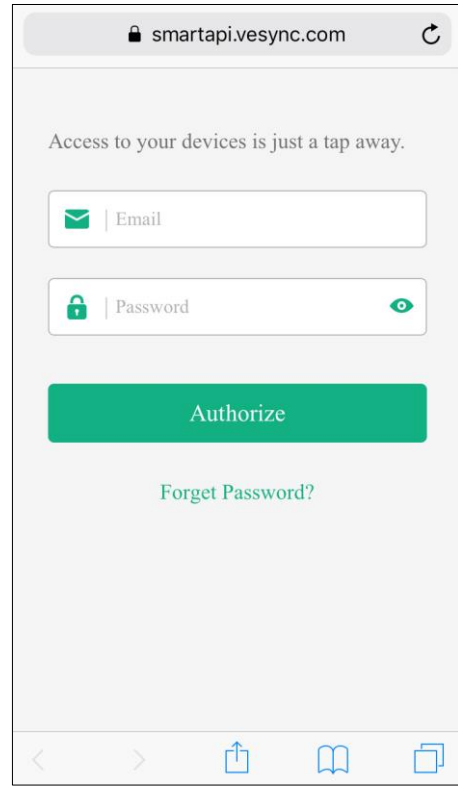 smartapi.vesync.com
Access to your devices is just a tap away.
Email
Password
Authorize
Forget Password?